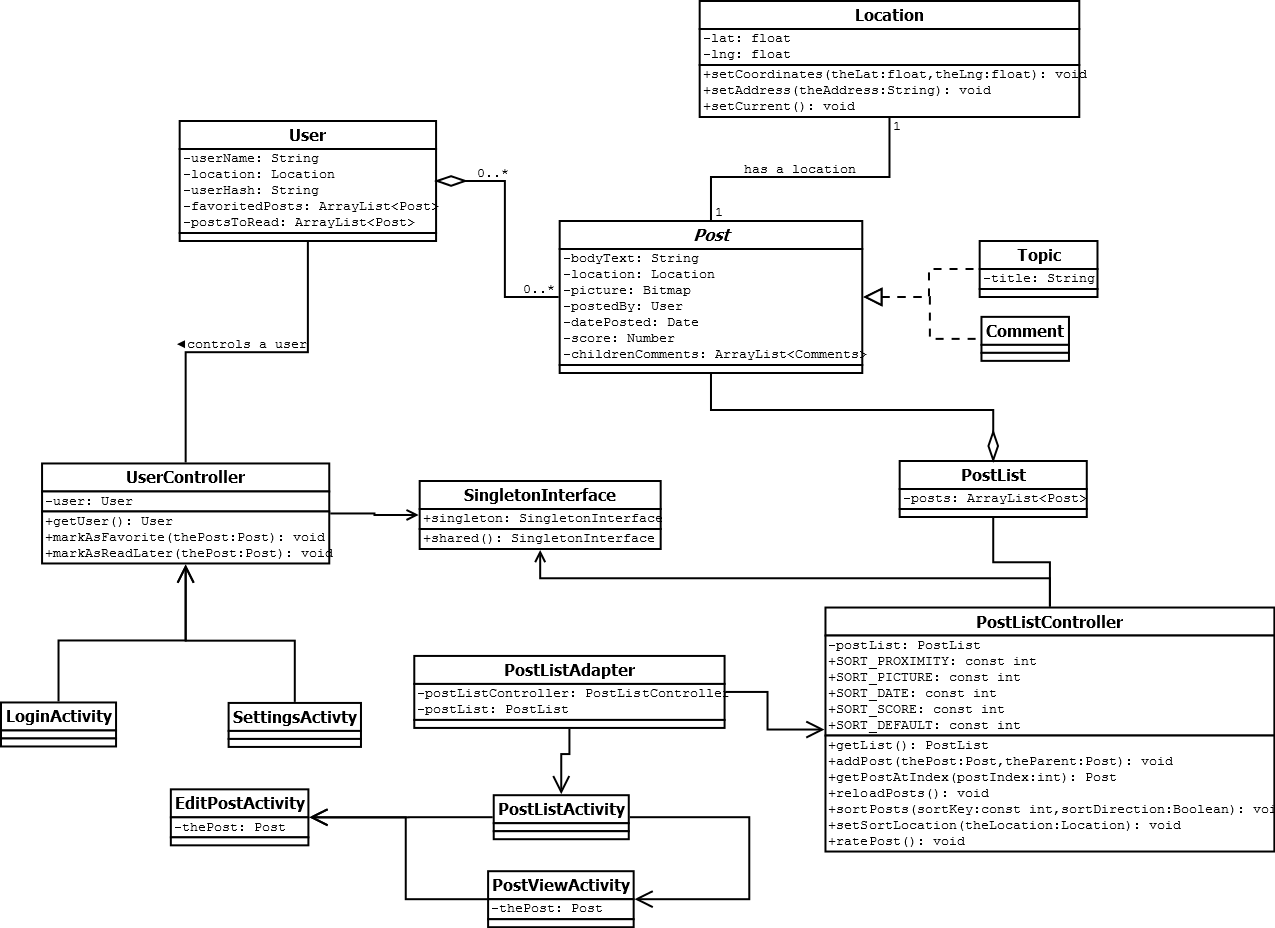 Location
-lat: float
-lng: float
+setCoordinates(theLat:float,theLng:float): void
+setAddress(theAddress:String): void
+setCurrent(): void
1
has a location
1
User
-userName: String
-location: Location
-userHash: String
-favoritedPosts: ArrayList<Post>
-postsToRead: ArrayList<Post>
0..*
0..*
Post
-bodyText: String
-location: Location
-picture: Bitmap
-postedBy: User
-datePosted: Date
-score: Number
-childrenComments: ArrayList<Comments>
Topic
-title: String
Comment
◄controls a user
UserController
-user: User
+getUser(): User
+markAsFavorite(thePost:Post): void
+markAsReadLater(thePost:Post): void
SingletonInterface
+singleton: SingletonInterface
+shared(): SingletonInterface
PostList
-posts: ArrayList<Post>
PostListController
-postList: PostList
+SORT_PROXIMITY: const int
+SORT_PICTURE: const int
+SORT_DATE: const int
+SORT_SCORE: const int
+SORT_DEFAULT: const int
+getList(): PostList
+addPost(thePost:Post,theParent:Post): void
+getPostAtIndex(postIndex:int): Post
+reloadPosts(): void
+sortPosts(sortKey:const int,sortDirection:Boolean): voi
+setSortLocation(theLocation:Location): void
+ratePost(): void
PostListAdapter
-postListController: PostListController
-postList: PostList
LoginActivity
SettingsActivty
EditPostActivity
-thePost: Post
PostListActivity
PostViewActivity
-thePost: Post